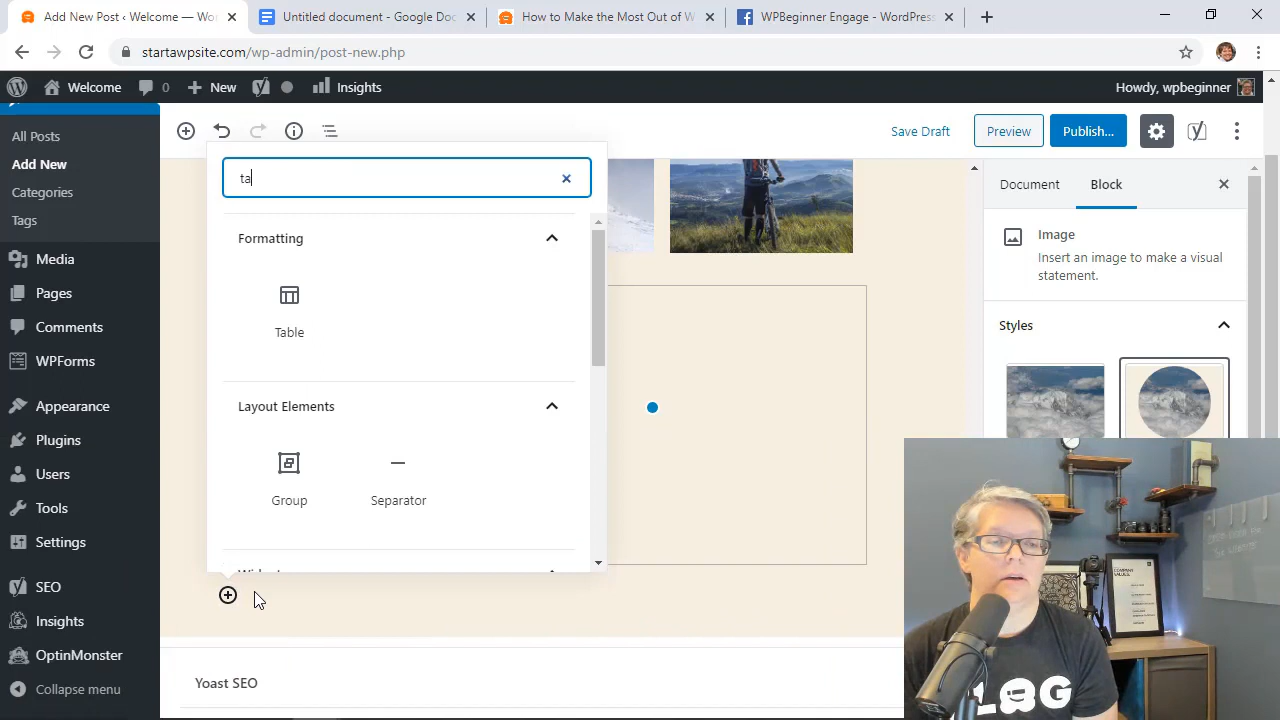 Add New Post ‹ Welcome — Wor
Untitled document - Google Doc
How to Make the Most Out of W
WPBeginner Engage - WordPress
startawpsite.com/wp-admin/post-new.php
Welcome
0
New
Insights
Howdy, wpbeginner
All Posts
Add New
Categories
Tags
Media
Pages
Comments
WPForms
Appearance
Plugins
Users
Tools
Settings
SEO
Insights
OptinMonster
Collapse menu
Save Draft
Preview
Publish...
ta
Formatting
Table
Layout Elements
Group
Separator
Document
Block
Image
Insert an image to make a visual
statement.
Styles
Yoast SEO
COMPANY
VALUES.